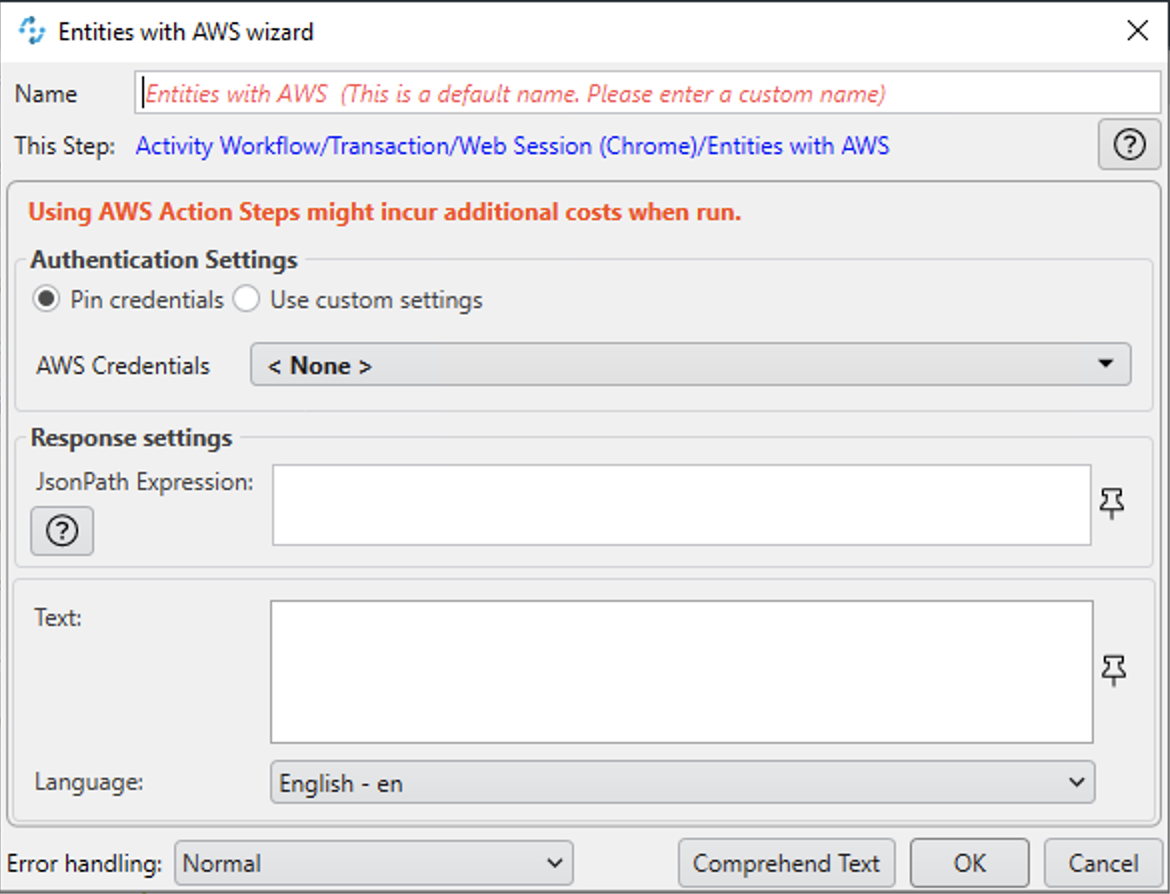 Entities with AWS wizard
Name Entities with AWS (This is a default name. Please enter a custom name)
This Step: Activity Workflow/Transaction/Web Session (Chrome)/Entities with AWS
Using AWS Action Steps might incur additional costs when run.
Authentication Settings
Pin credentials Use custom settings
AWS Credentials < None >
Response settings
JsonPath Expression:
Text:
Language: English - en
Error handling: Normal Comprehend Text OK Cancel